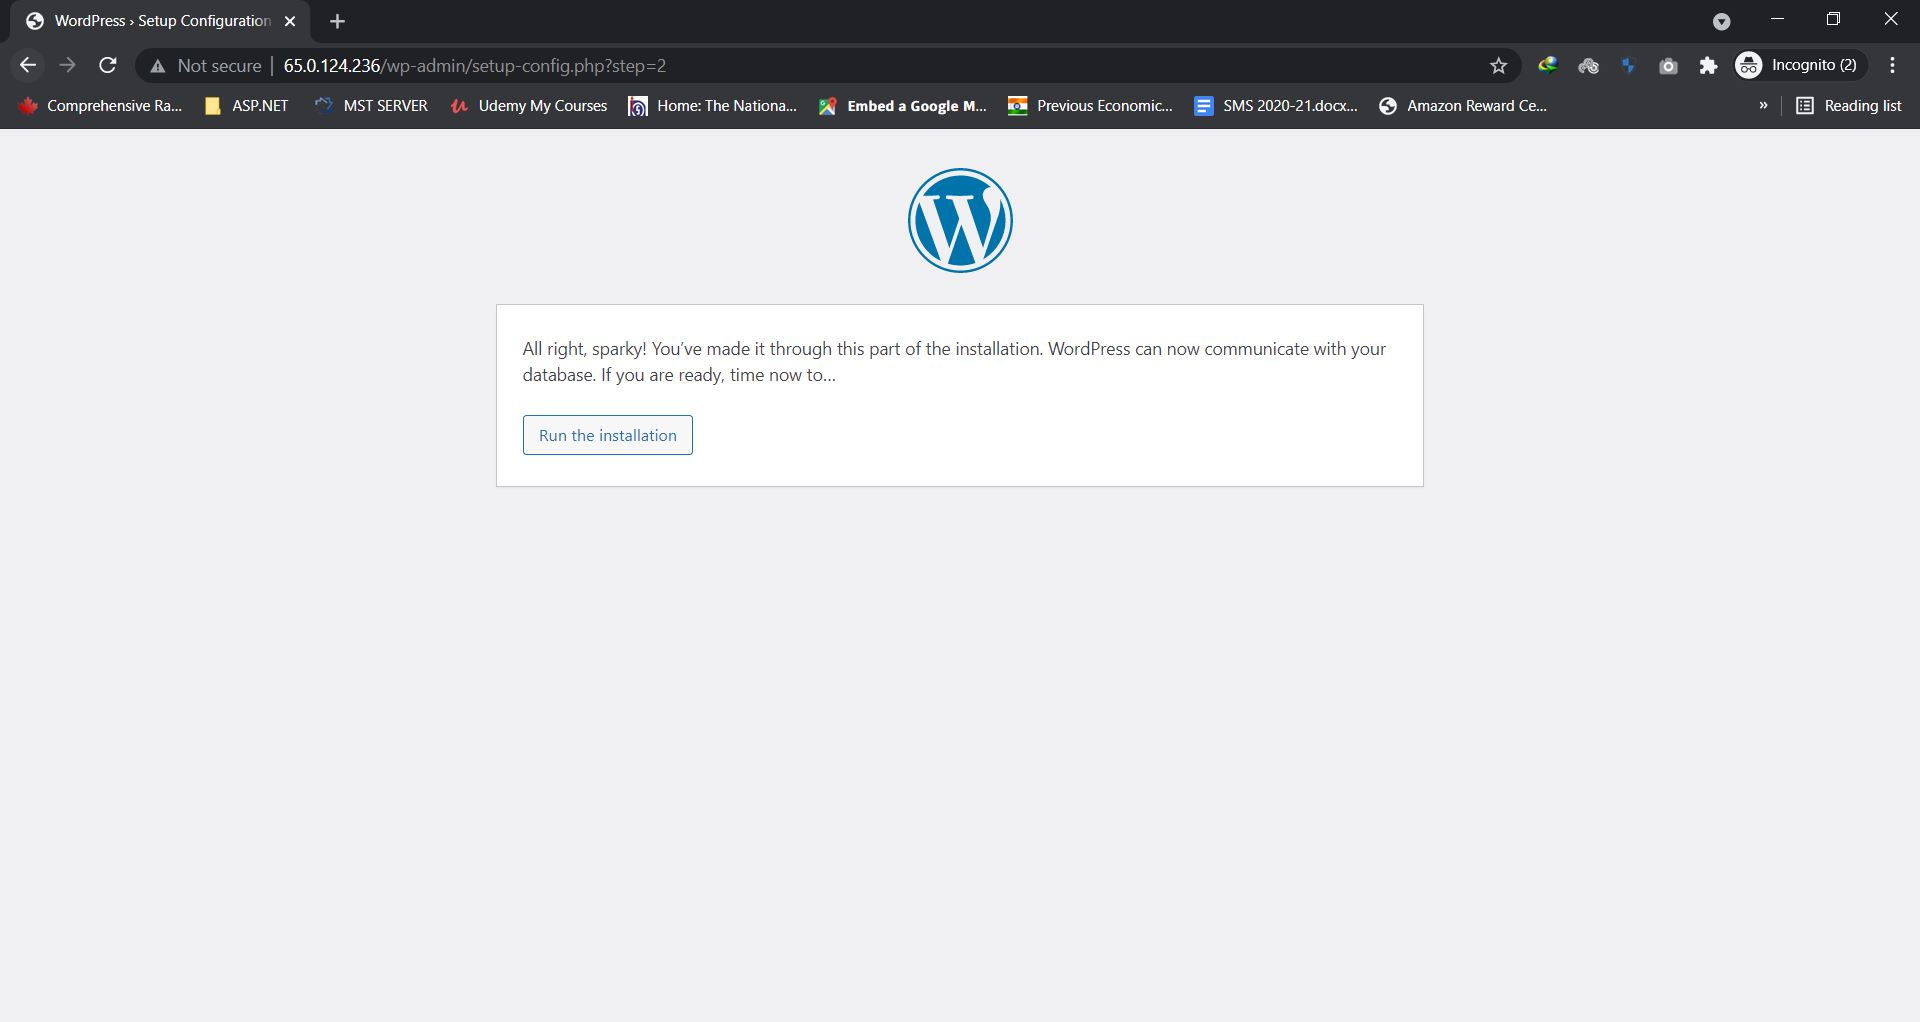 WordPress › Setup Configuration
Not secure | 65.0.124.236/wp-admin/setup-config.php?step=2
Incognito (2)
Comprehensive Ra... ASP.NET MST SERVER Udemy My Courses Home: The Nationa... Embed a Google M... Previous Economic... SMS 2020-21.docx... Amazon Reward Ce... » Reading list
All right, sparky! You’ve made it through this part of the installation. WordPress can now communicate with your
database. If you are ready, time now to…
Run the installation